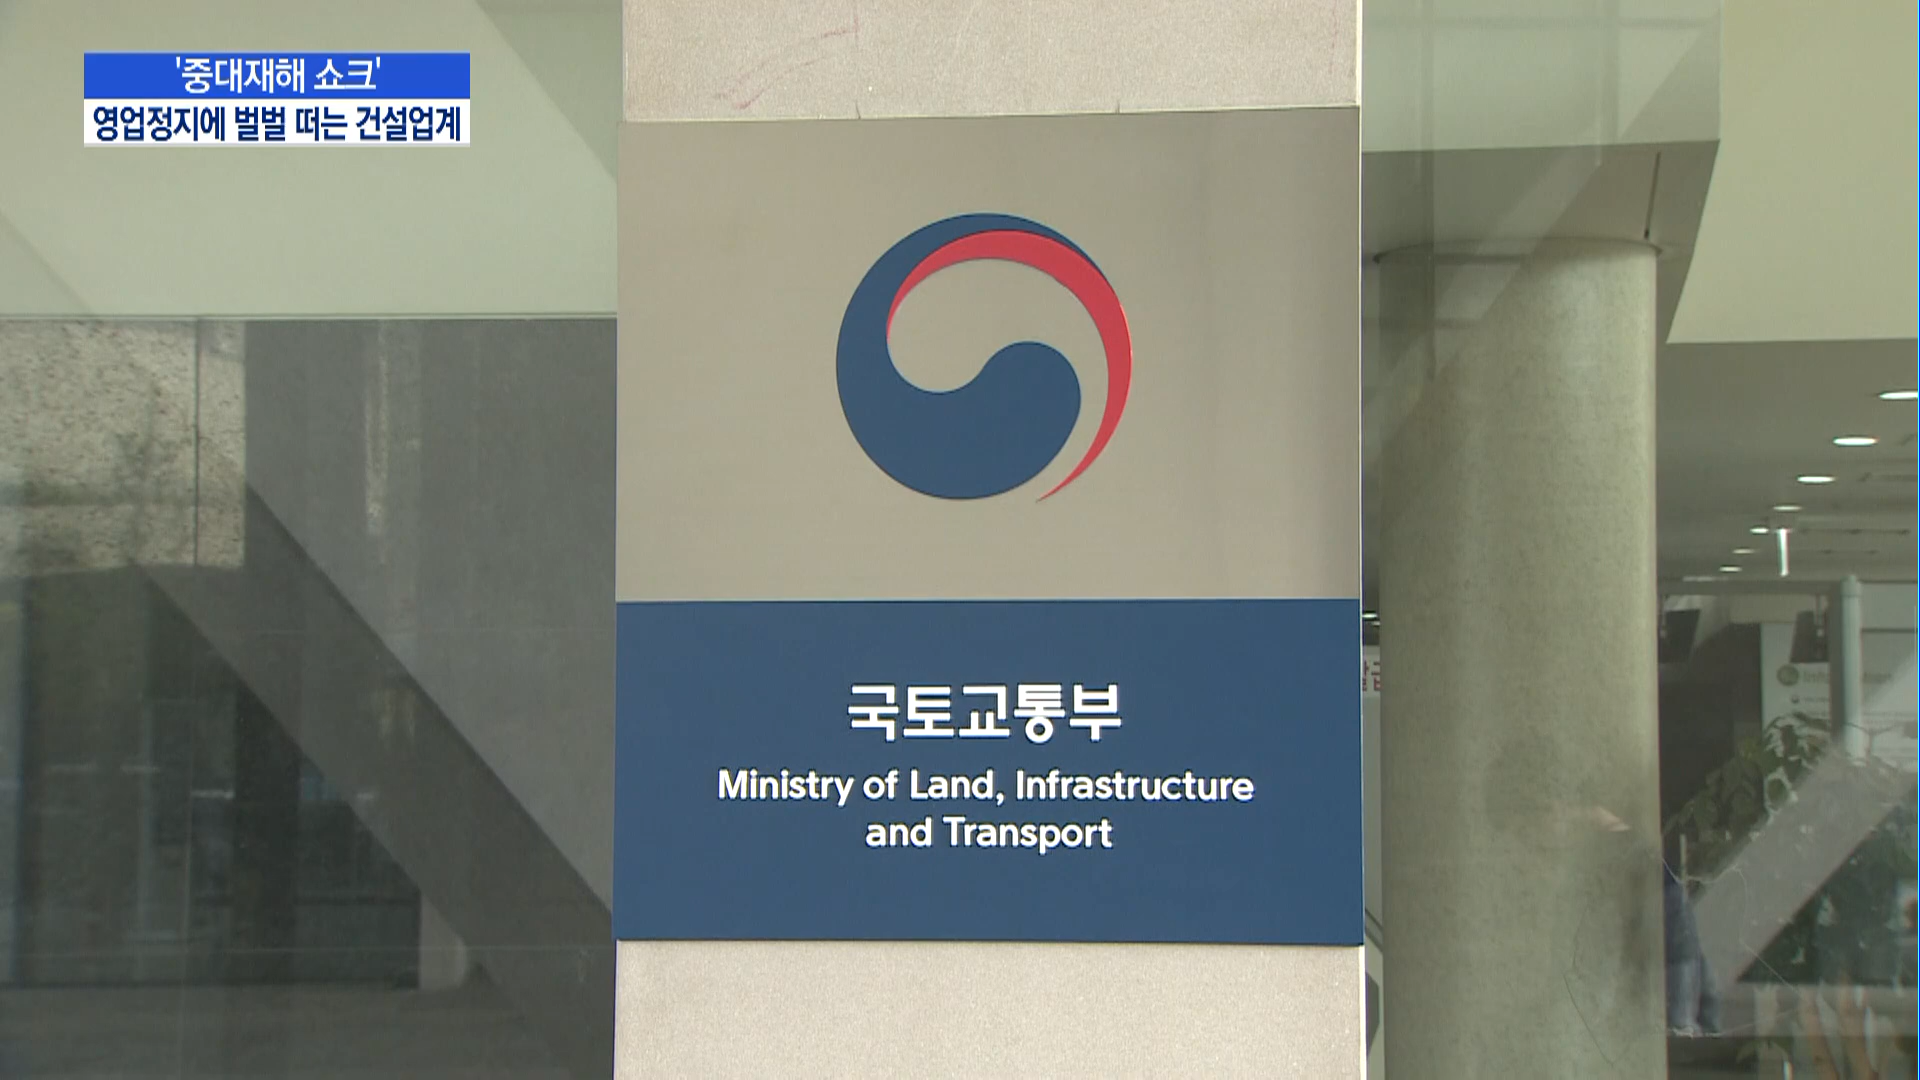 '중대재해 쇼크'
영업정지에 벌벌 떠는 건설업계
국토교통부
Ministry of Land, Infrastructure
and Transport